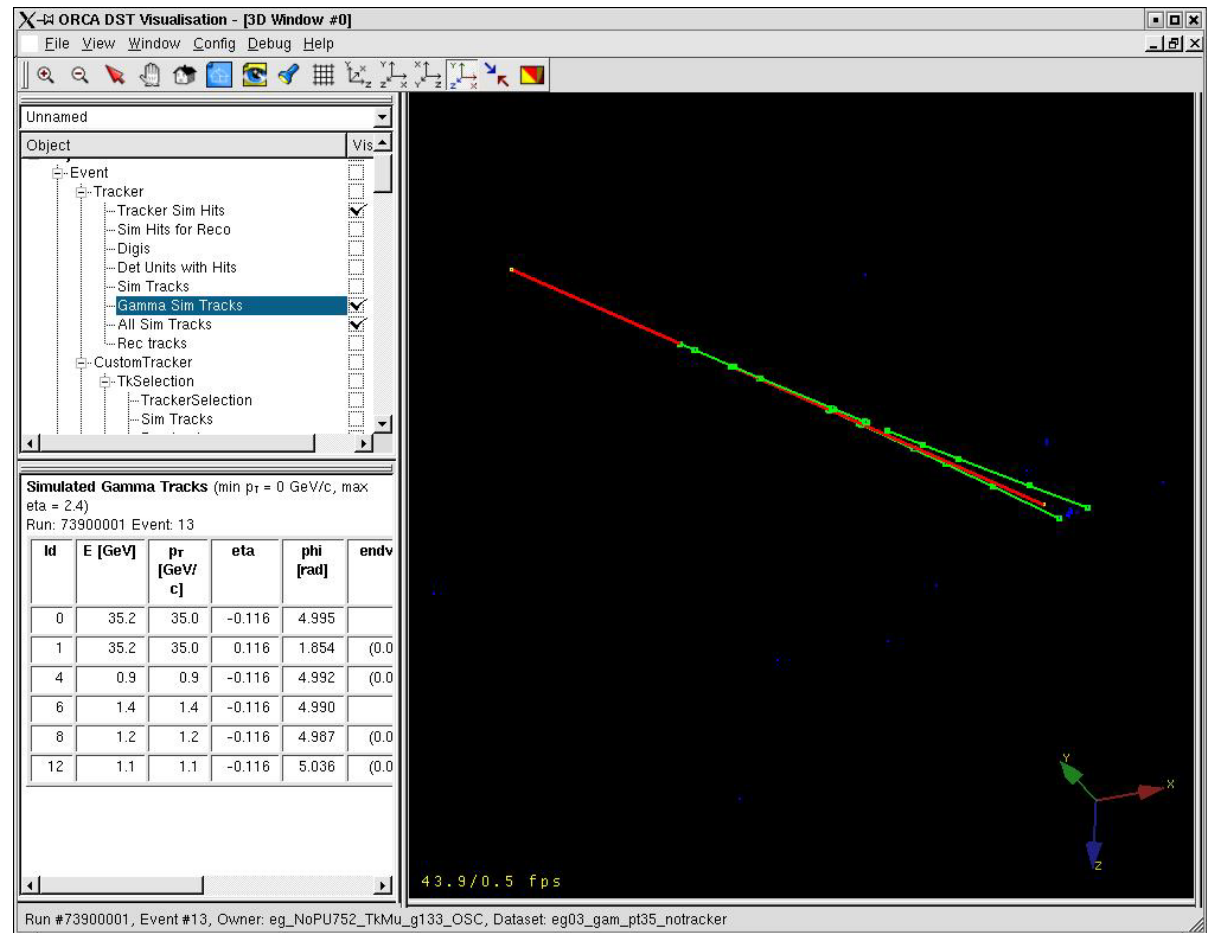 ORCA DST Visualisation - [3D Window #0]
File View Window Config Debug Help
Unnamed
Object Vis
Event
Tracker
Tracker Sim Hits
Sim Hits for Reco
Digis
Det Units with Hits
Sim Tracks
Gamma Sim Tracks
All Sim Tracks
Rec tracks
CustomTracker
TkSelection
TrackerSelection
Sim Tracks
Simulated Gamma Tracks (min pT = 0 GeV/c, max
eta = 2.4)
Run: 73900001 Event: 13
Id E [GeV] pT [GeV/c] eta phi [rad] endv
0 35.2 35.0 -0.116 4.995
1 35.2 35.0 0.116 1.854 (0.0
4 0.9 0.9 -0.116 4.992 (0.0
6 1.4 1.4 -0.116 4.990
8 1.2 1.2 -0.116 4.987 (0.0
12 1.1 1.1 -0.116 5.036 (0.0
Y
X
Z
43.9/0.5 fps
Run #73900001, Event #13, Owner: eg_NoPU752_TkMu_g133_OSC, Dataset: eg03_gam_pt35_notracker